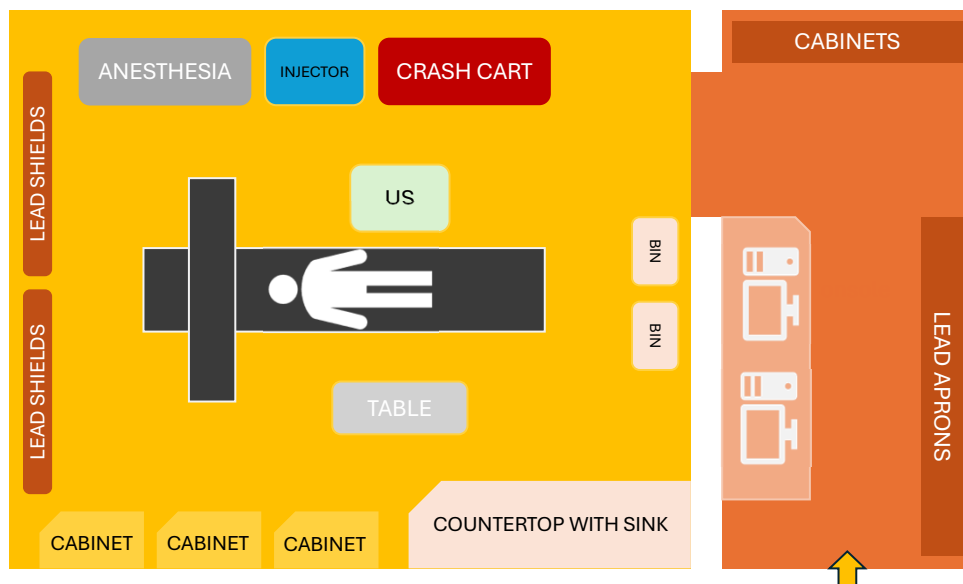 ANESTHESIA
INJECTOR
CRASH CART
CABINETS
LEAD SHIELDS
US
BIN
BIN
LEAD SHIELDS
TABLE
LEAD APRONS
CABINET
CABINET
CABINET
COUNTERTOP WITH SINK